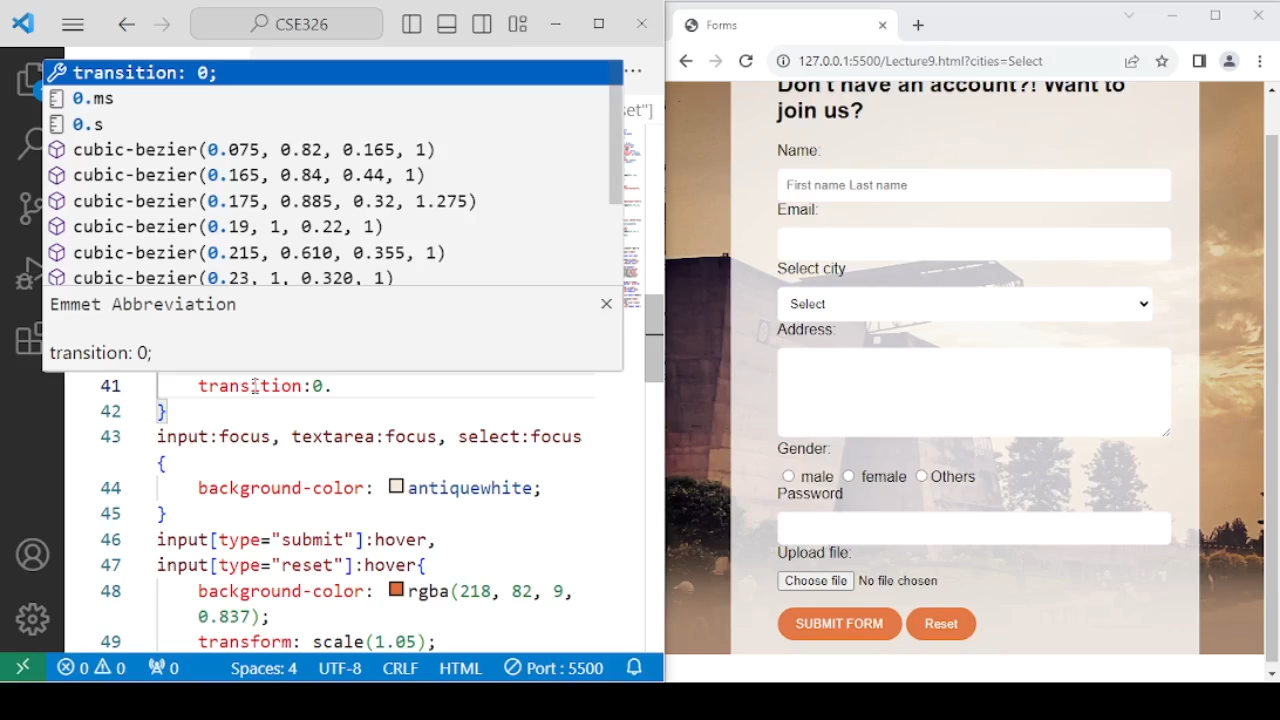 CSE326
transition: 0;
0.ms
0.s
cubic-bezier(0.075, 0.82, 0.165, 1)
cubic-bezier(0.165, 0.84, 0.44, 1)
cubic-bezier(0.175, 0.885, 0.32, 1.275)
cubic-bezier(0.19, 1, 0.22, 1)
cubic-bezier(0.215, 0.610, 0.355, 1)
cubic-bezier(0.23, 1, 0.320, 1)
Emmet Abbreviation
transition: 0;
set"]
41 transition:0.
42 }
43 input:focus, textarea:focus, select:focus
{
44 background-color: antiquewhite;
45 }
46 input[type="submit"]:hover,
47 input[type="reset"]:hover{
48 background-color: rgba(218, 82, 9,
0.837);
49 transform: scale(1.05);
0 0 0 Spaces: 4 UTF-8 CRLF HTML Port : 5500
Forms
127.0.0.1:5500/Lecture9.html?cities=Select
Don't have an account?! Want to
join us?
Name:
First name Last name
Email:
Select city
Select
Address:
Gender:
male female Others
Password
Upload file:
Choose file No file chosen
SUBMIT FORM Reset